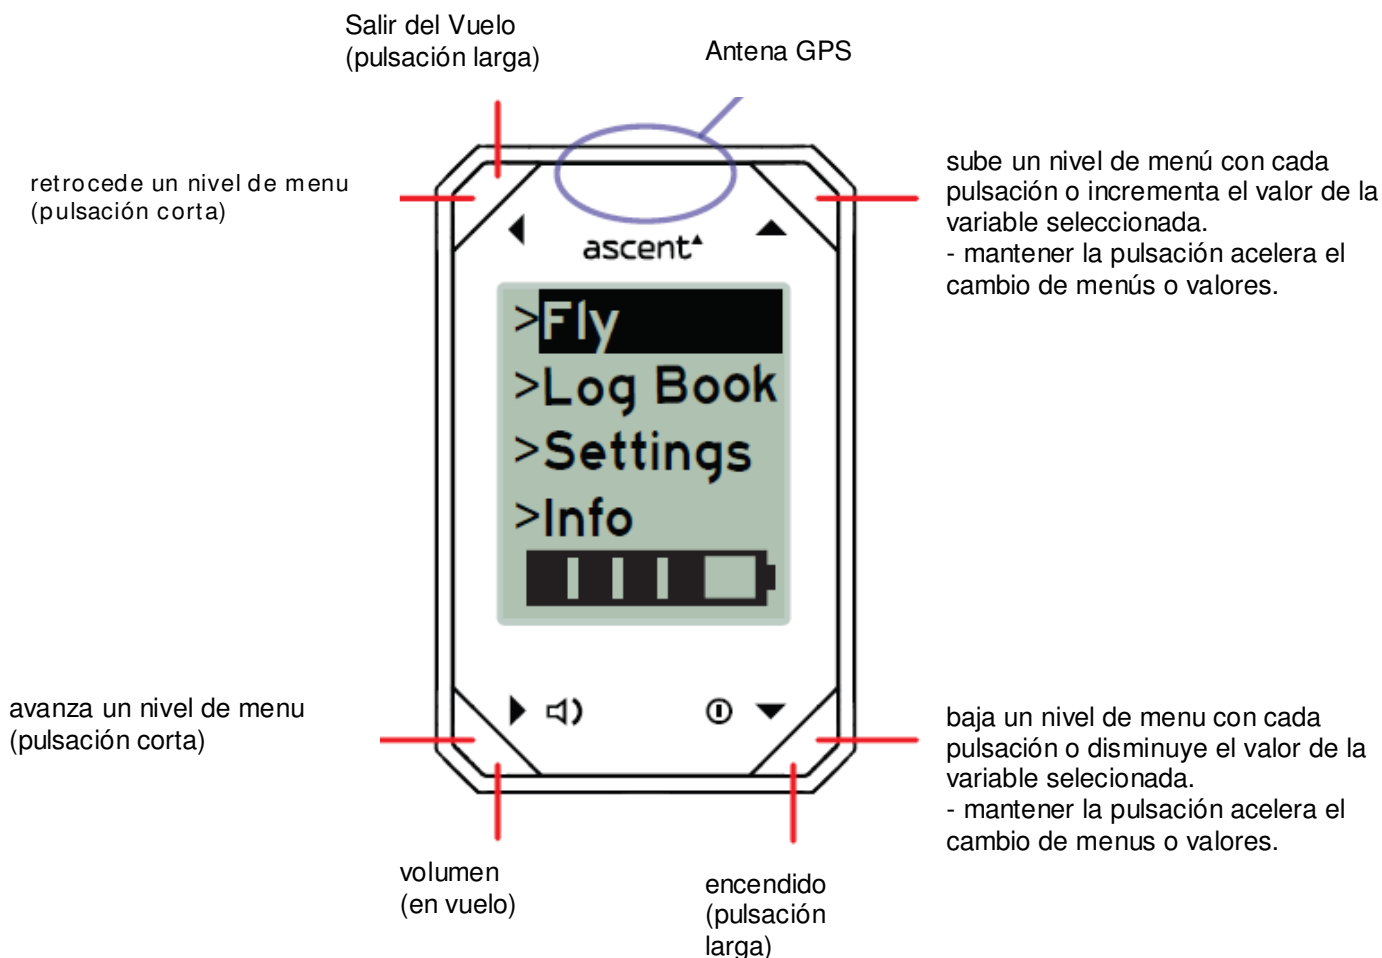 Salir del Vuelo
(pulsación larga)
Antena GPS
retrocede un nivel de menu
(pulsación corta)
sube un nivel de menú con cada
pulsación o incrementa el valor de la
variable seleccionada.
- mantener la pulsación acelera el
cambio de menús o valores.
ascent
>Fly
>Log Book
>Settings
>Info
avanza un nivel de menu
(pulsación corta)
baja un nivel de menu con cada
pulsación o disminuye el valor de la
variable selecionada.
- mantener la pulsación acelera el
cambio de menus o valores.
volumen
(en vuelo)
encendido
(pulsación
larga)